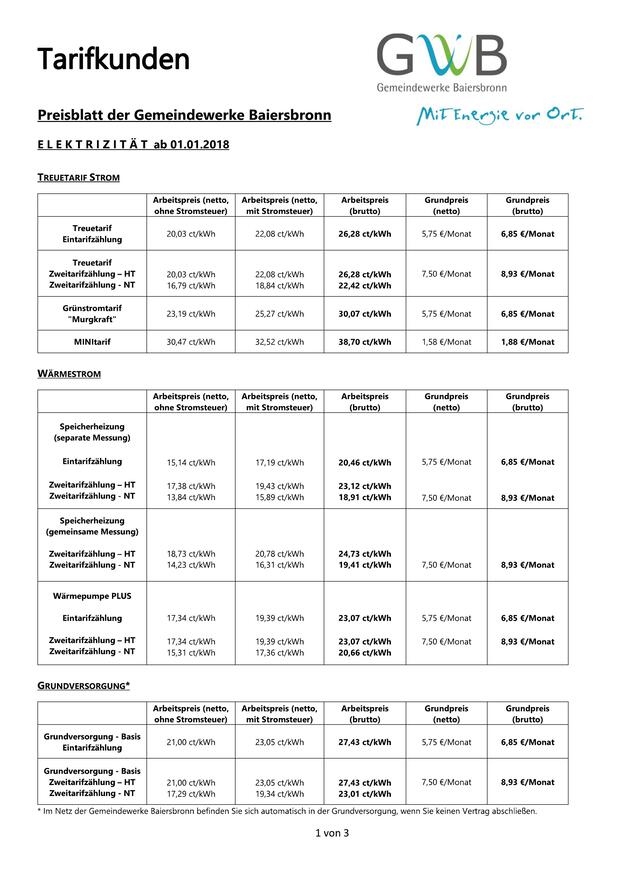 Tarifkunden
GWB
Gemeindewerke Baiersbronn
Mit Energie vor Ort.
Preisblatt der Gemeindewerke Baiersbronn
ELEKTRIZITÄT ab 01.01.2018
TREUETARIF STROM
Arbeitspreis (netto, ohne Stromsteuer) Arbeitspreis (netto, mit Stromsteuer) Arbeitspreis (brutto) Grundpreis (netto) Grundpreis (brutto)
Treuetarif
Eintarifzählung 20,03 ct/kWh 22,08 ct/kWh 26,28 ct/kWh 5,75 €/Monat 6,85 €/Monat
Treuetarif
Zweitarifzählung – HT 20,03 ct/kWh 22,08 ct/kWh 26,28 ct/kWh 7,50 €/Monat 8,93 €/Monat
Zweitarifzählung - NT 16,79 ct/kWh 18,84 ct/kWh 22,42 ct/kWh
Grünstromtarif
"Murgkraft" 23,19 ct/kWh 25,27 ct/kWh 30,07 ct/kWh 5,75 €/Monat 6,85 €/Monat
MINItarif 30,47 ct/kWh 32,52 ct/kWh 38,70 ct/kWh 1,58 €/Monat 1,88 €/Monat
WÄRMESTROM
Arbeitspreis (netto, ohne Stromsteuer) Arbeitspreis (netto, mit Stromsteuer) Arbeitspreis (brutto) Grundpreis (netto) Grundpreis (brutto)
Speicherheizung
(separate Messung)
Eintarifzählung 15,14 ct/kWh 17,19 ct/kWh 20,46 ct/kWh 5,75 €/Monat 6,85 €/Monat
Zweitarifzählung – HT 17,38 ct/kWh 19,43 ct/kWh 23,12 ct/kWh
Zweitarifzählung - NT 13,84 ct/kWh 15,89 ct/kWh 18,91 ct/kWh 7,50 €/Monat 8,93 €/Monat
Speicherheizung
(gemeinsame Messung)
Zweitarifzählung – HT 18,73 ct/kWh 20,78 ct/kWh 24,73 ct/kWh
Zweitarifzählung - NT 14,23 ct/kWh 16,31 ct/kWh 19,41 ct/kWh 7,50 €/Monat 8,93 €/Monat
Wärmepumpe PLUS
Eintarifzählung 17,34 ct/kWh 19,39 ct/kWh 23,07 ct/kWh 5,75 €/Monat 6,85 €/Monat
Zweitarifzählung – HT 17,34 ct/kWh 19,39 ct/kWh 23,07 ct/kWh 7,50 €/Monat 8,93 €/Monat
Zweitarifzählung - NT 15,31 ct/kWh 17,36 ct/kWh 20,66 ct/kWh
GRUNDVERSORGUNG*
Arbeitspreis (netto, ohne Stromsteuer) Arbeitspreis (netto, mit Stromsteuer) Arbeitspreis (brutto) Grundpreis (netto) Grundpreis (brutto)
Grundversorgung - Basis
Eintarifzählung 21,00 ct/kWh 23,05 ct/kWh 27,43 ct/kWh 5,75 €/Monat 6,85 €/Monat
Grundversorgung - Basis
Zweitarifzählung – HT 21,00 ct/kWh 23,05 ct/kWh 27,43 ct/kWh 7,50 €/Monat 8,93 €/Monat
Zweitarifzählung - NT 17,29 ct/kWh 19,34 ct/kWh 23,01 ct/kWh
* Im Netz der Gemeindewerke Baiersbronn befinden Sie sich automatisch in der Grundversorgung, wenn Sie keinen Vertrag abschließen.
1 von 3